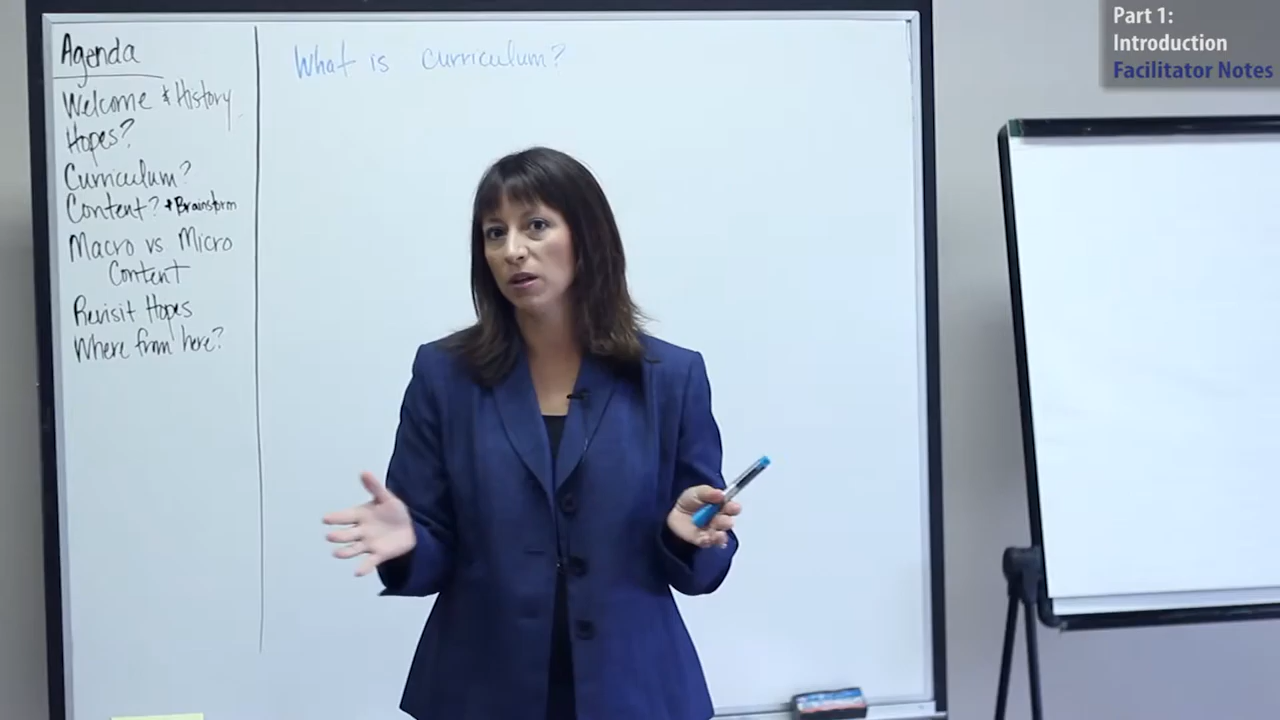 Agenda
Welcome & History
Hopes?
Curriculum?
Content? + Brainstorm
Macro vs Micro
Content
Revisit Hopes
Where from here?
What is curriculum?
Part 1:
Introduction
Facilitator Notes